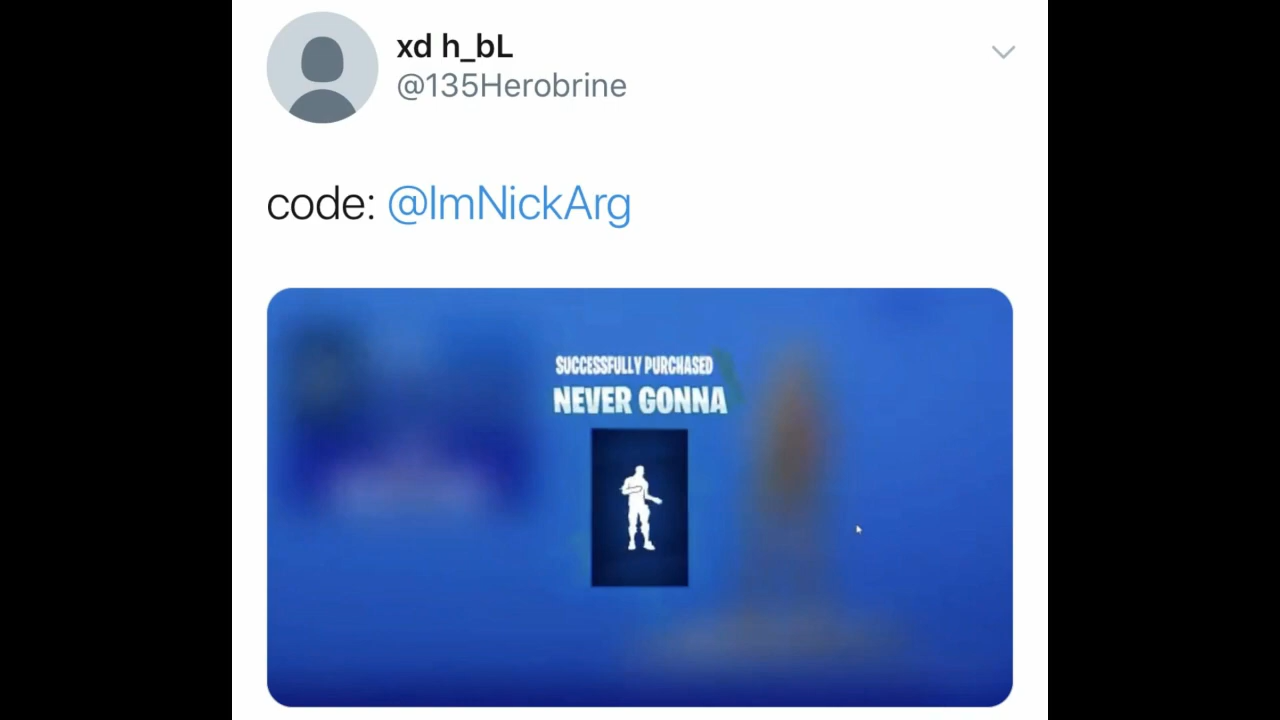 xd h_bL
@135Herobrine
code: @ImNickArg
SUCCESSFULLY PURCHASED
NEVER GONNA